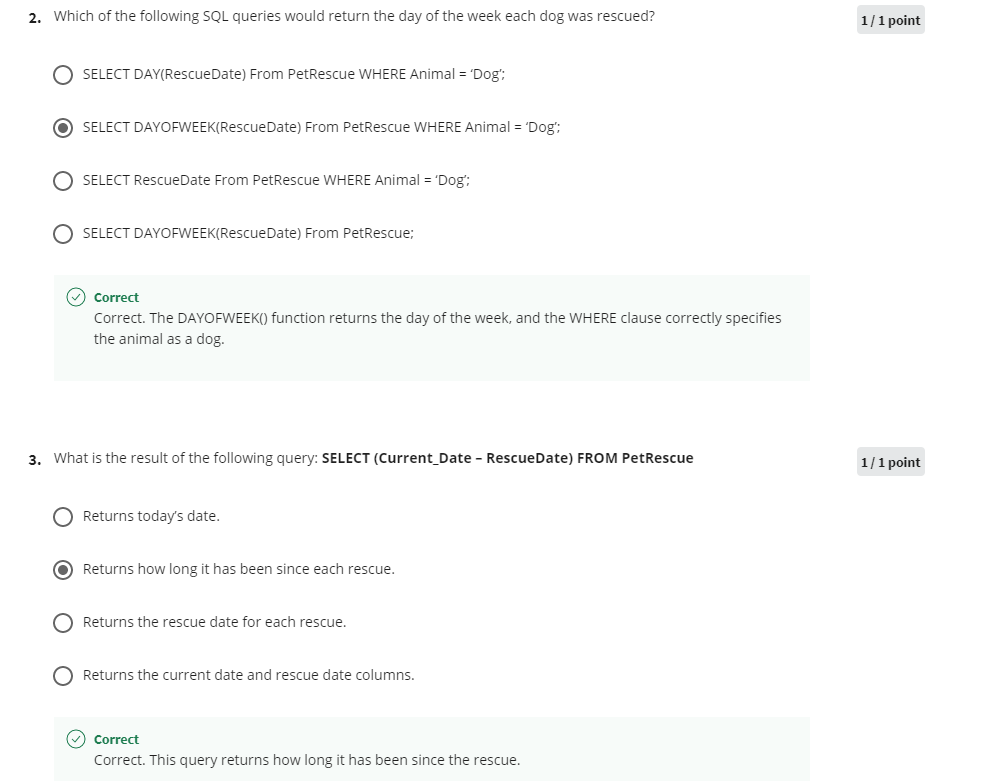 2. Which of the following SQL queries would return the day of the week each dog was rescued?
1 / 1 point
SELECT DAY(RescueDate) From PetRescue WHERE Animal = ‘Dog’;
SELECT DAYOFWEEK(RescueDate) From PetRescue WHERE Animal = ‘Dog’;
SELECT RescueDate From PetRescue WHERE Animal = ‘Dog’;
SELECT DAYOFWEEK(RescueDate) From PetRescue;
Correct
Correct. The DAYOFWEEK() function returns the day of the week, and the WHERE clause correctly specifies
the animal as a dog.
3. What is the result of the following query: SELECT (Current_Date – RescueDate) FROM PetRescue
1 / 1 point
Returns today’s date.
Returns how long it has been since each rescue.
Returns the rescue date for each rescue.
Returns the current date and rescue date columns.
Correct
Correct. This query returns how long it has been since the rescue.